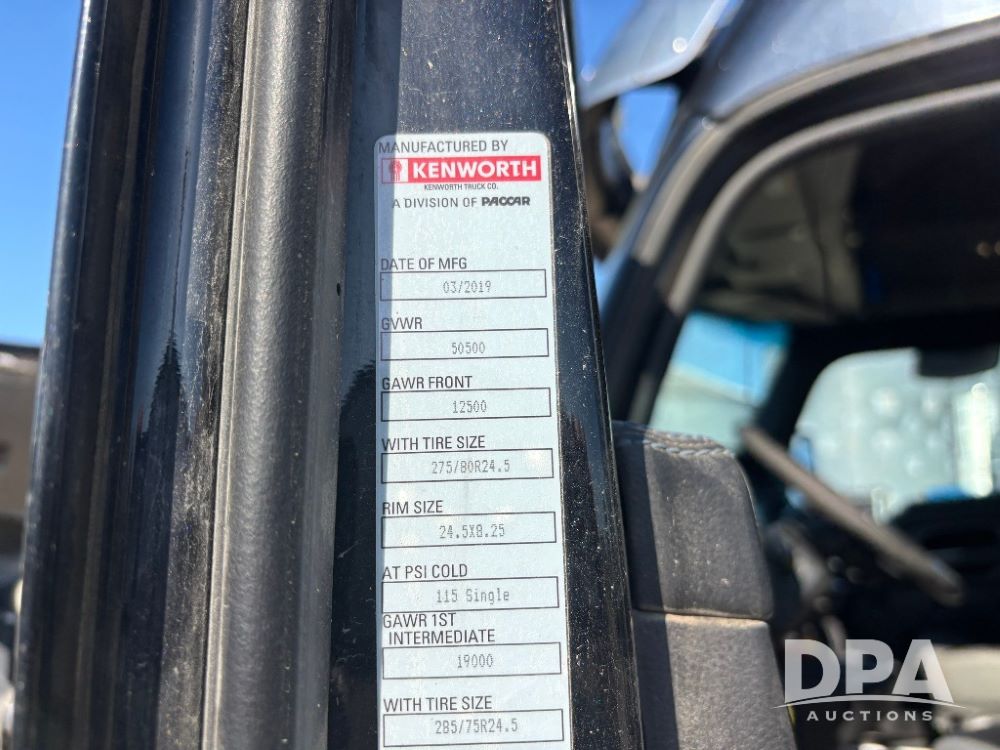 MANUFACTURED BY
KENWORTH
KENWORTH TRUCK CO.
A DIVISION OF PACCAR
DATE OF MFG
03/2019
GVWR
50500
GAWR FRONT
12500
WITH TIRE SIZE
275/80R24.5
RIM SIZE
24.5X8.25
AT PSI COLD
115 Single
GAWR 1ST
INTERMEDIATE
19000
WITH TIRE SIZE
285/75R24.5
DPA
AUCTIONS